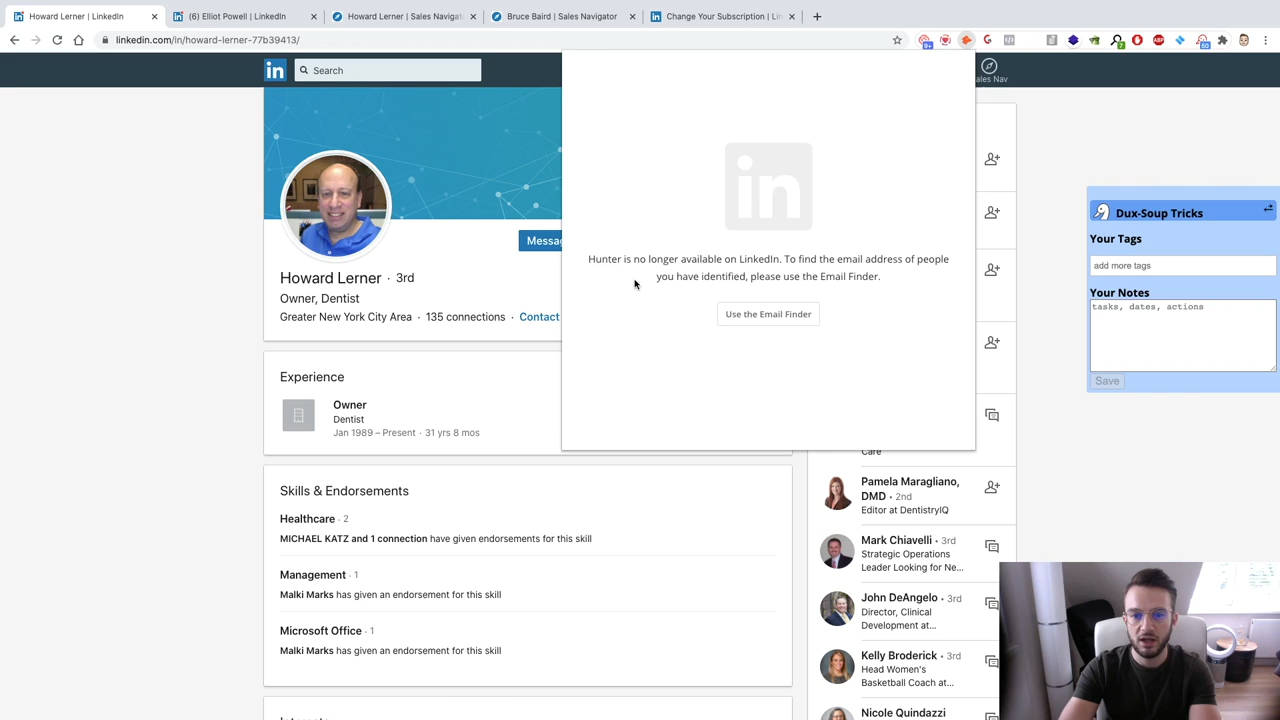 Howard Lerner | LinkedIn
(6) Elliot Powell | LinkedIn
Howard Lerner | Sales Navigat
Bruce Baird | Sales Navigator
Change Your Subscription | Lin
linkedin.com/in/howard-lerner-77b39413/
9+
7
50
in
Search
ales Nav
Messa
Howard Lerner · 3rd
Owner, Dentist
Greater New York City Area · 135 connections · Contact
in
Hunter is no longer available on LinkedIn. To find the email address of people
you have identified, please use the Email Finder.
Use the Email Finder
Dux-Soup Tricks
Your Tags
add more tags
Your Notes
tasks, dates, actions
Save
Experience
Owner
Dentist
Jan 1989 – Present · 31 yrs 8 mos
Skills & Endorsements
Healthcare · 2
MICHAEL KATZ and 1 connection have given endorsements for this skill
Management · 1
Malki Marks has given an endorsement for this skill
Microsoft Office · 1
Malki Marks has given an endorsement for this skill
Care
Pamela Maragliano,
DMD • 2nd
Editor at DentistryIQ
Mark Chiavelli • 3rd
Strategic Operations
Leader Looking for Ne...
John DeAngelo • 3rd
Director, Clinical
Development at...
Kelly Broderick • 3rd
Head Women's
Basketball Coach at...
Nicole Quindazzi